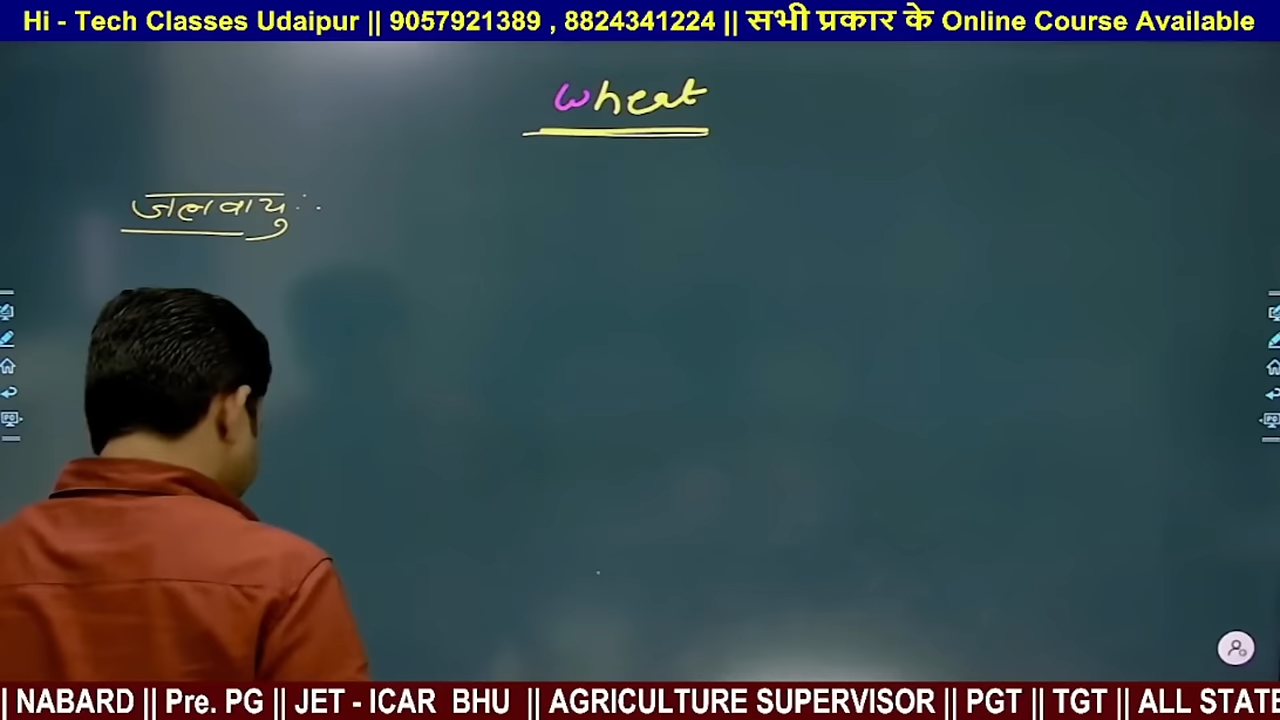 Hi - Tech Classes Udaipur || 9057921389 , 8824341224 || सभी प्रकार के Online Course Available
wheat
जलवायु :-
| NABARD || Pre. PG || JET - ICAR BHU || AGRICULTURE SUPERVISOR || PGT || TGT || ALL STATE